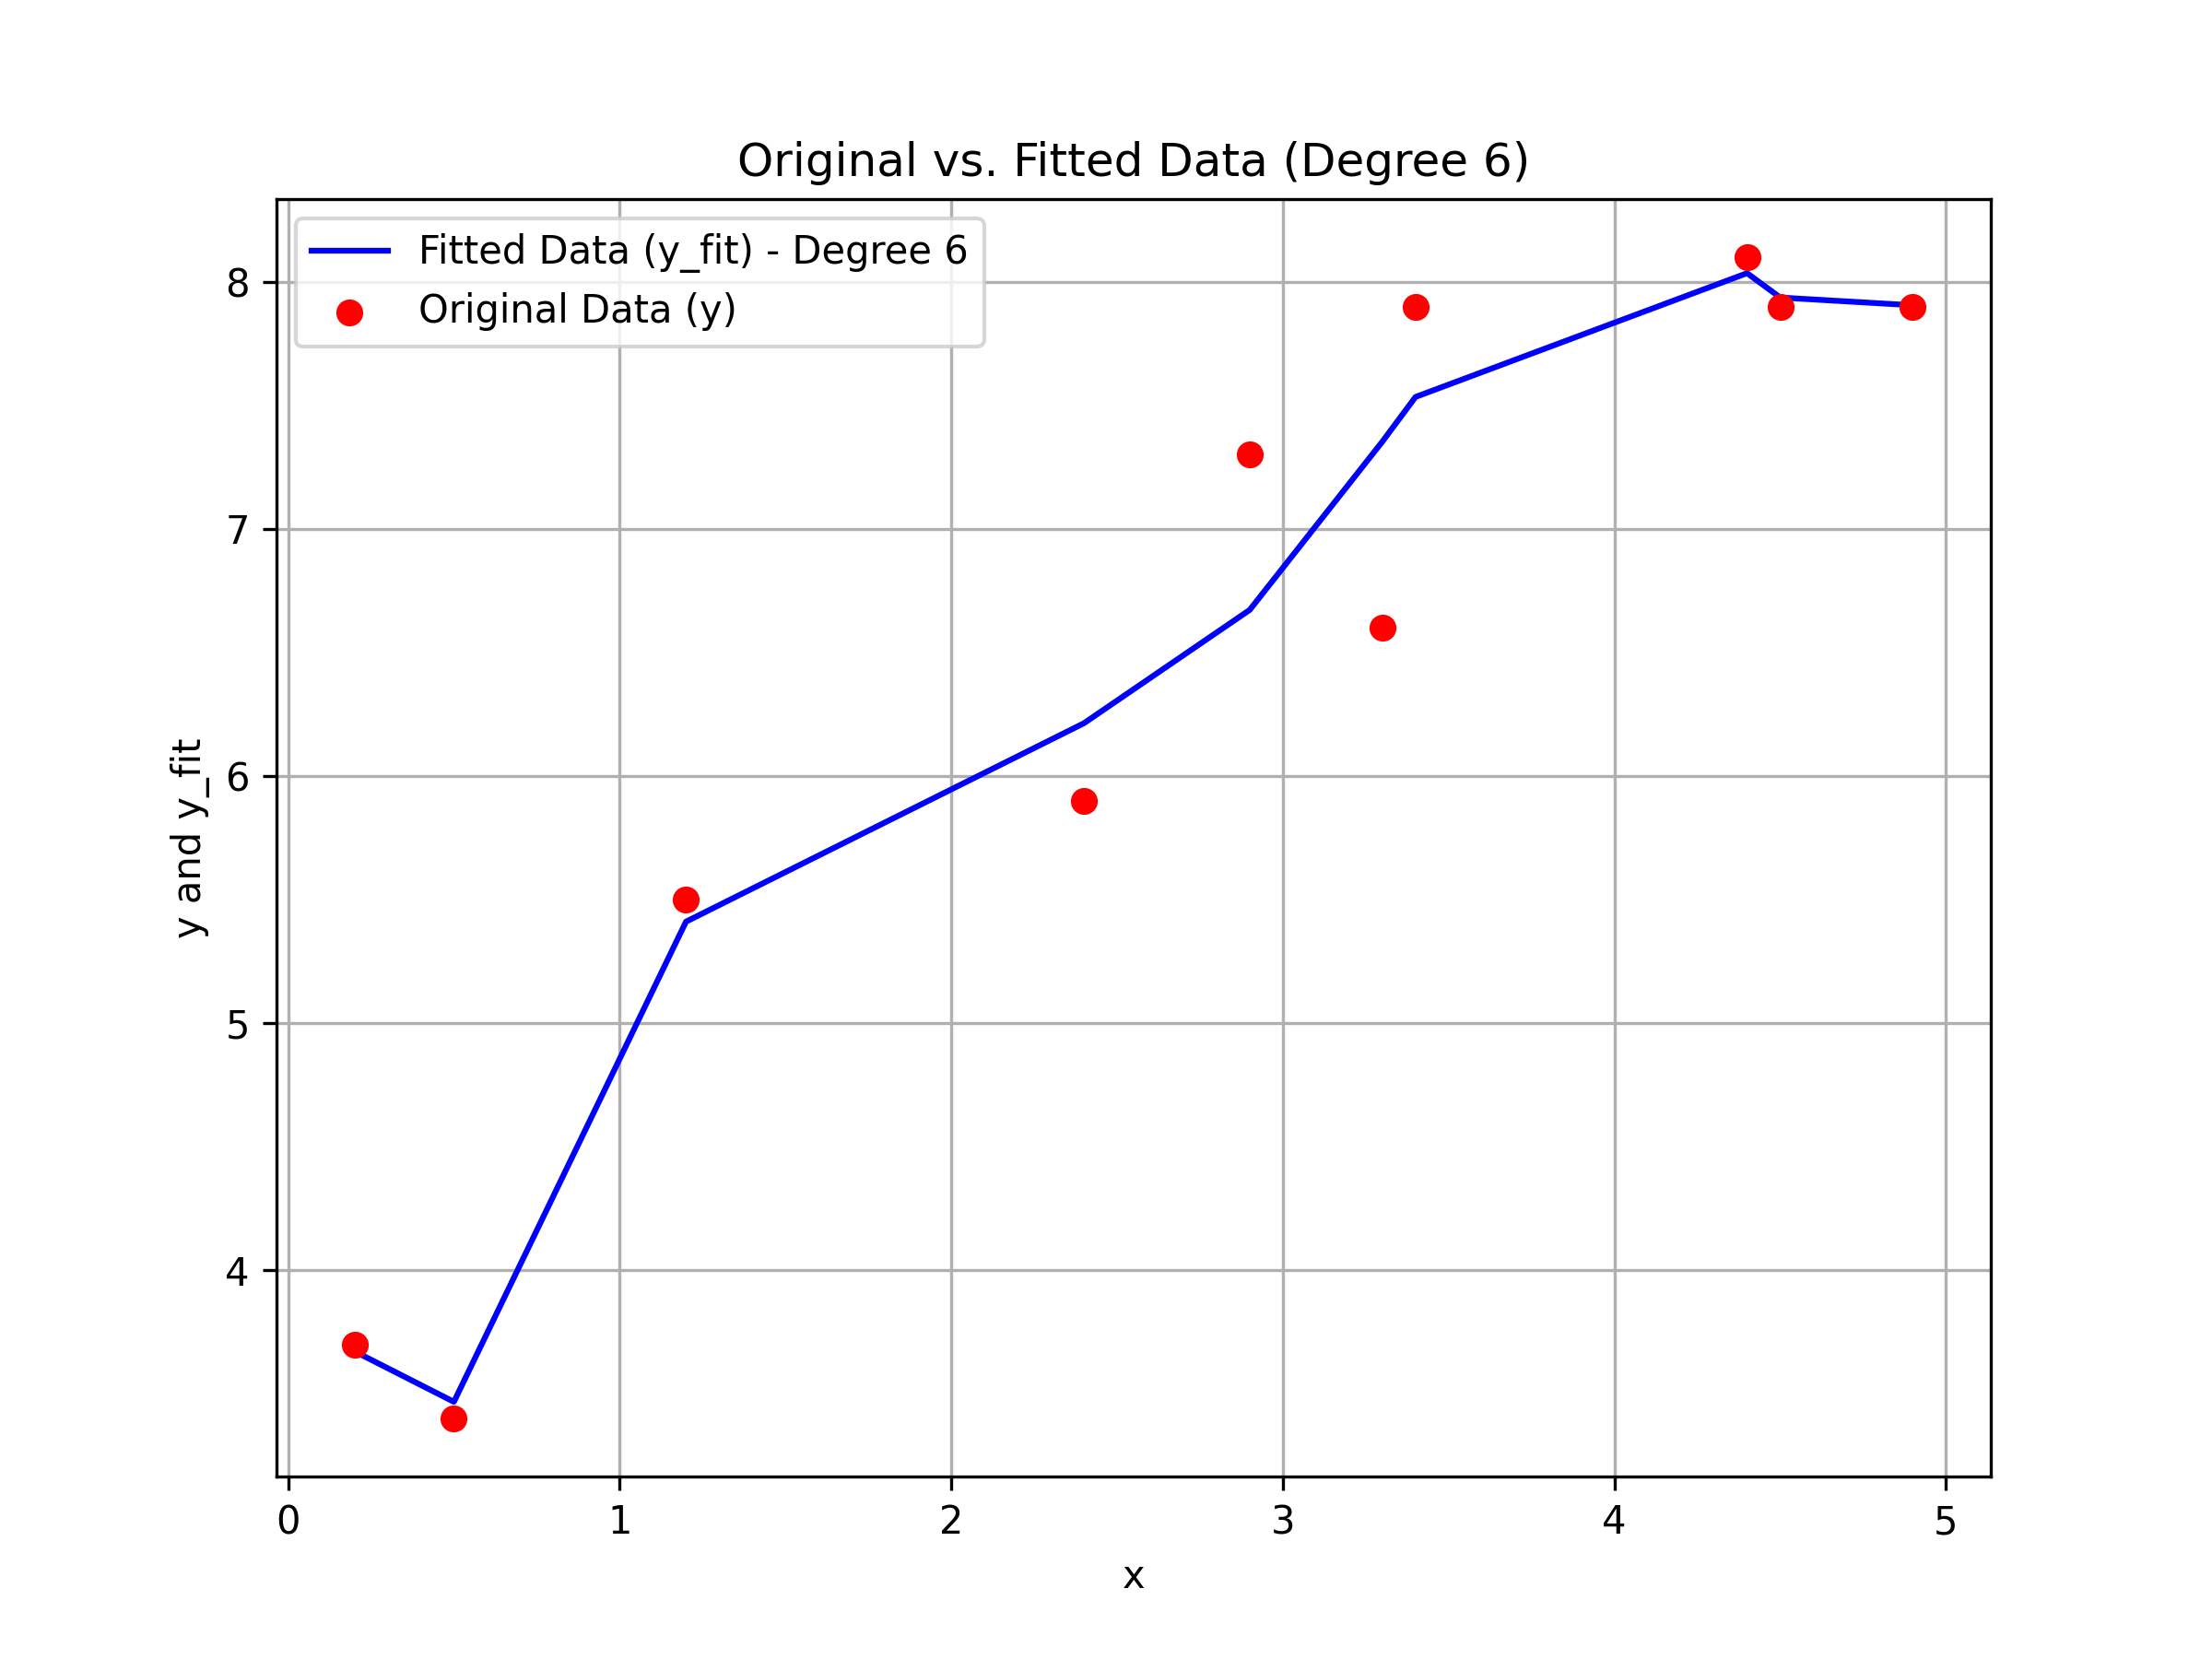 Original vs. Fitted Data (Degree 6)
Fitted Data (y_fit) - Degree 6
Original Data (y)
8
7
6
5
4
y and y_fit
0 1 2 3 4 5
x